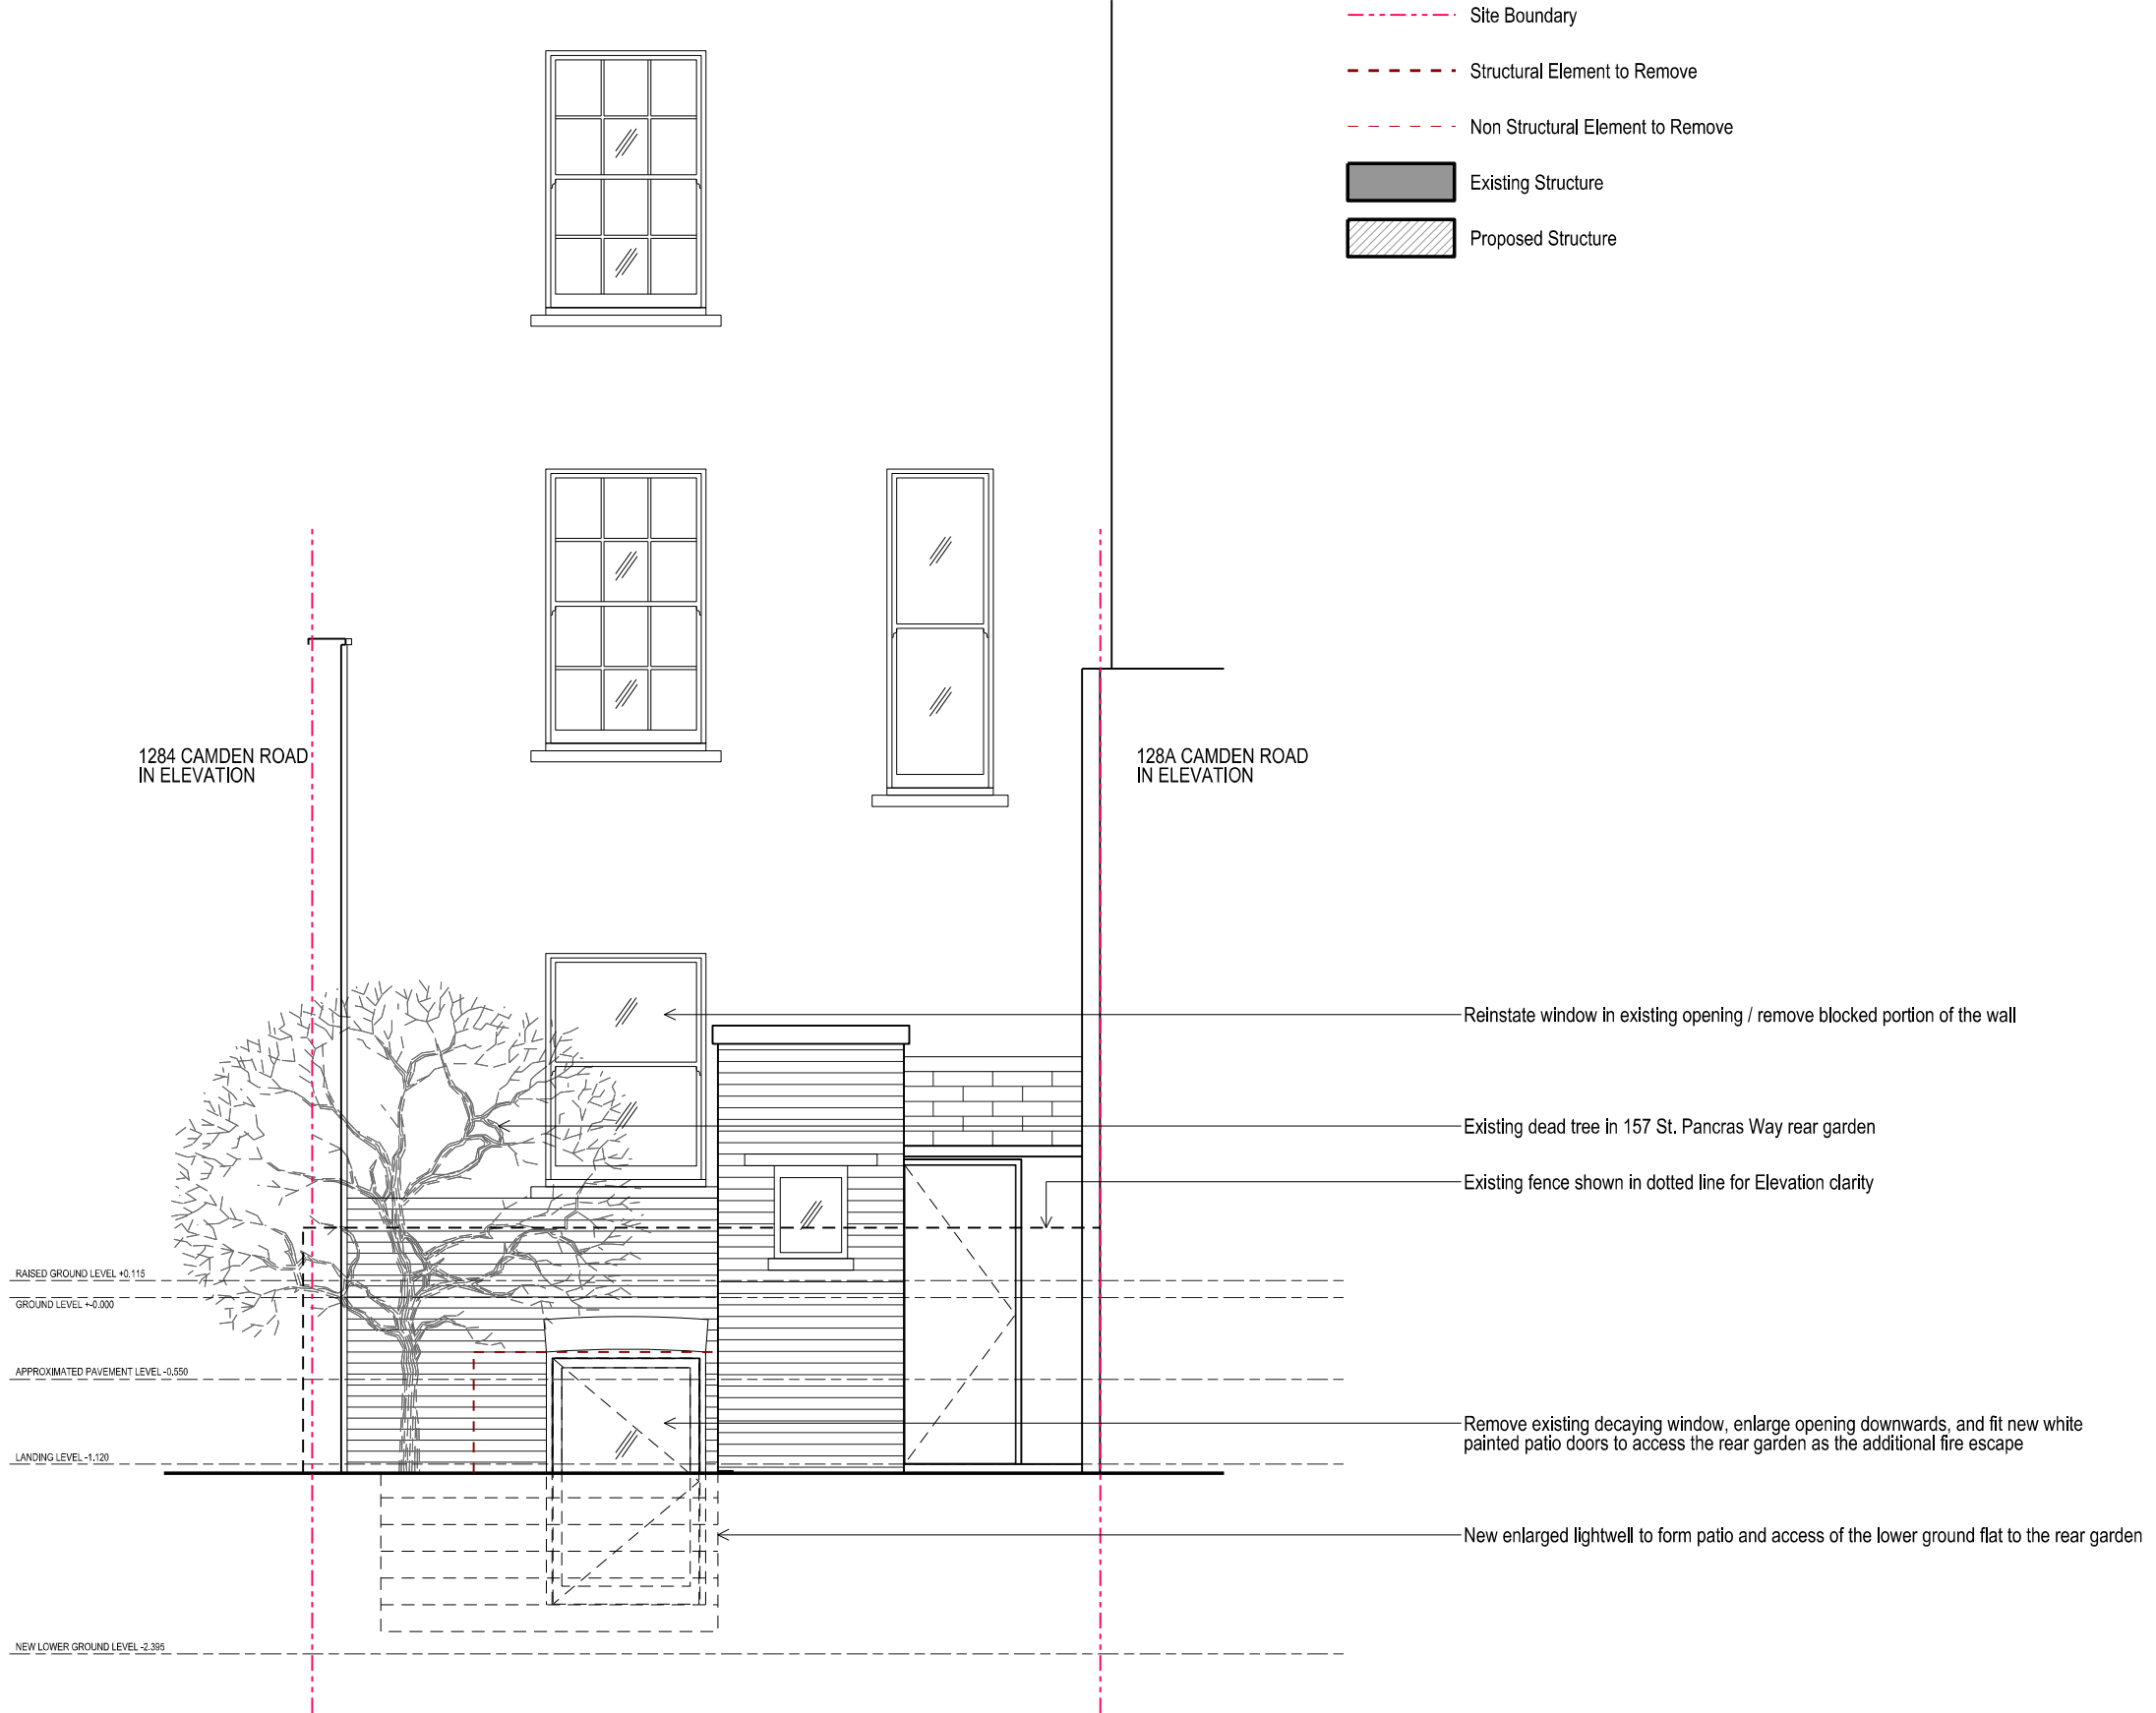 Site Boundary
Structural Element to Remove
Non Structural Element to Remove
Existing Structure
Proposed Structure
1284 CAMDEN ROAD
IN ELEVATION
128A CAMDEN ROAD
IN ELEVATION
Reinstate window in existing opening / remove blocked portion of the wall
Existing dead tree in 157 St. Pancras Way rear garden
Existing fence shown in dotted line for Elevation clarity
RAISED GROUND LEVEL +0.115
GROUND LEVEL +-0.000
APPROXIMATED PAVEMENT LEVEL -0.550
Remove existing decaying window, enlarge opening downwards, and fit new white
painted patio doors to access the rear garden as the additional fire escape
LANDING LEVEL -1.120
New enlarged lightwell to form patio and access of the lower ground flat to the rear garden
NEW LOWER GROUND LEVEL -2.395